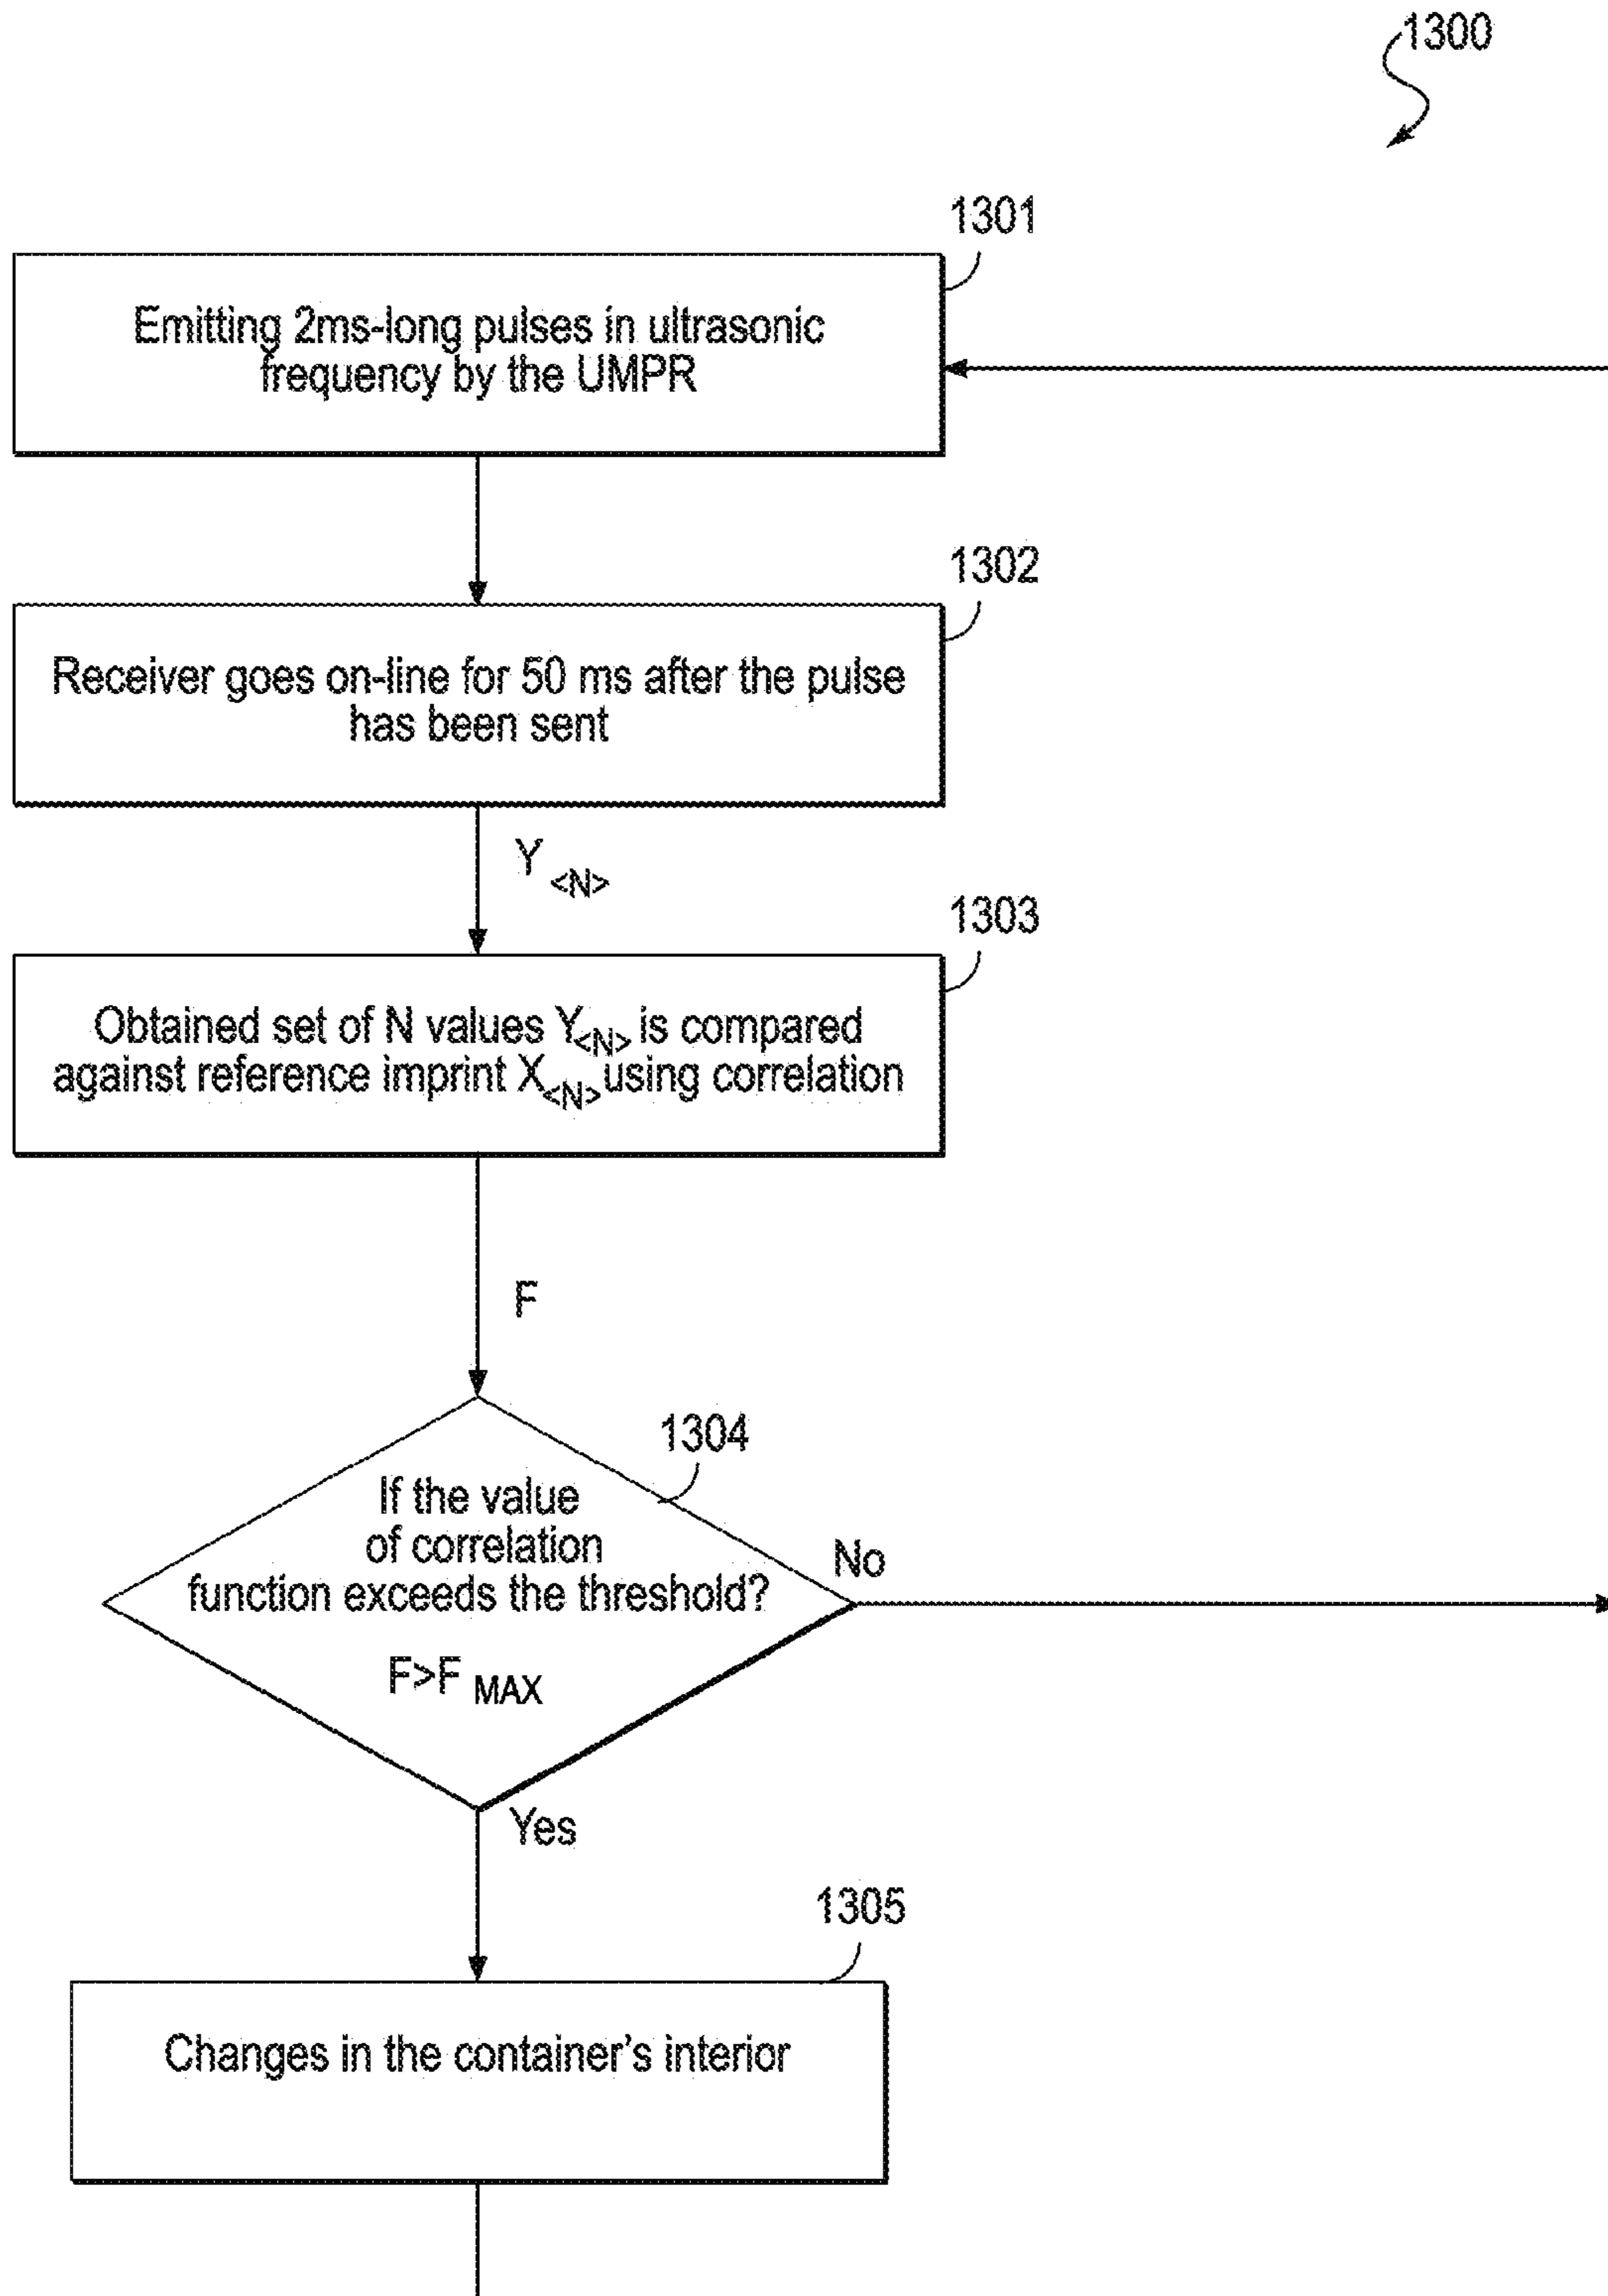 1300
1301
Emitting 2ms-long pulses in ultrasonic
frequency by the UMPR
1302
Receiver goes on-line for 50 ms after the pulse
has been sent
Y <N>
1303
Obtained set of N values Y<N> is compared
against reference imprint X<N> using correlation
F
1304
If the value
of correlation
function exceeds the threshold?
F>F MAX
No
Yes
1305
Changes in the container's interior